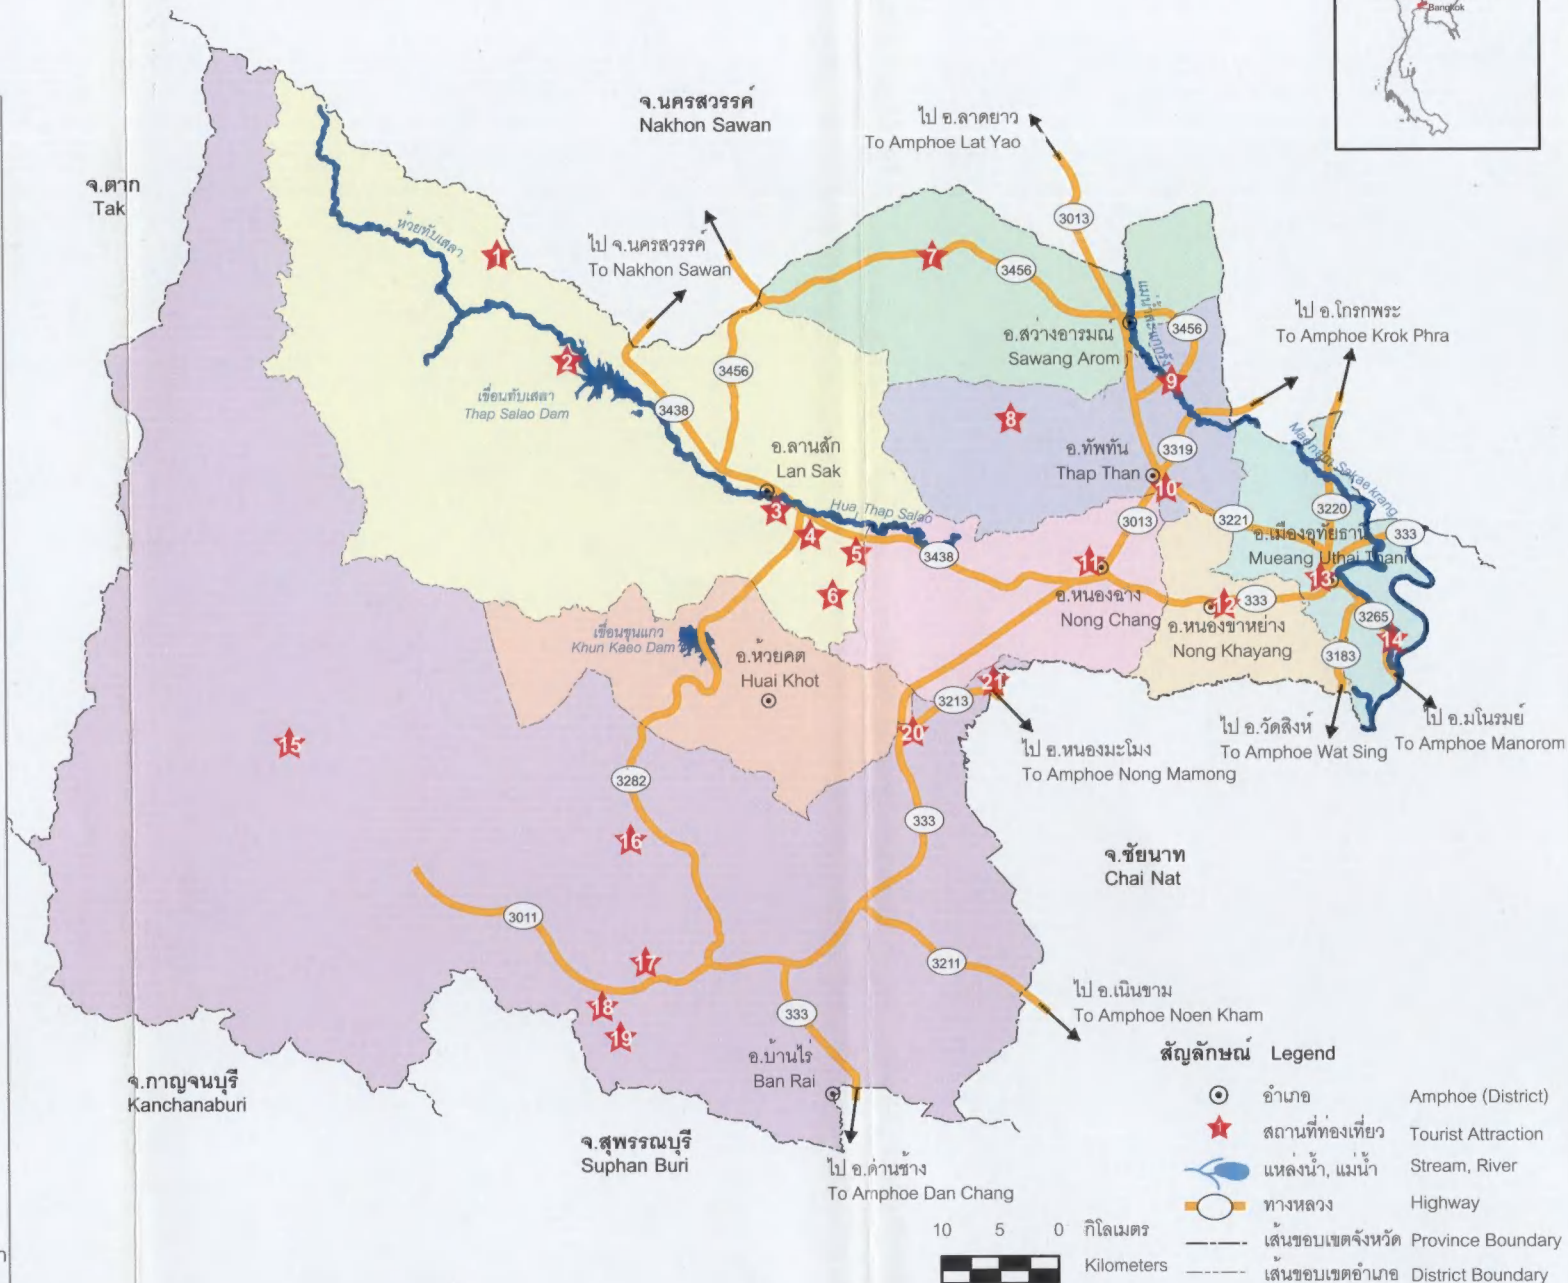 Bangkok
จ.นครสวรรค์
Nakhon Sawan
ไป อ.ลาดยาว
To Amphoe Lat Yao
จ.ตาก
Tak
ห้วยทับเสลา
1
ไป จ.นครสวรรค์
To Nakhon Sawan
7
3013
3456
3456
อ.สว่างอารมณ์
Sawang Arom
ไป อ.โกรกพระ
To Amphoe Krok Phra
2
3456
เขื่อนทับเสลา
Thap Salao Dam
3438
8
9
อ.ลานสัก
Lan Sak
อ.ทัพทัน
Thap Than
3319
10
3
4
5
6
Hua Thap Salao
3438
3013
3221
3220
333
อ.เมืองอุทัยธานี
Mueang Uthai Thani
11
13
อ.หนองฉาง
Nong Chang
12
333
อ.หนองขาหย่าง
Nong Khayang
3265
14
3183
เขื่อนขุนแก้ว
Khun Kaeo Dam
อ.ห้วยคต
Huai Khot
21
3213
20
ไป อ.หนองมะโมง
To Amphoe Nong Mamong
ไป อ.วัดสิงห์
To Amphoe Wat Sing
ไป อ.มโนรมย์
To Amphoe Manorom
15
3282
16
333
จ.ชัยนาท
Chai Nat
3011
17
18
19
3211
ไป อ.เนินขาม
To Amphoe Noen Kham
333
อ.บ้านไร่
Ban Rai
จ.กาญจนบุรี
Kanchanaburi
จ.สุพรรณบุรี
Suphan Buri
ไป อ.ด่านช้าง
To Amphoe Dan Chang
สัญลักษณ์ Legend
อำเภอ Amphoe (District)
1 สถานที่ท่องเที่ยว Tourist Attraction
แหล่งน้ำ, แม่น้ำ Stream, River
ทางหลวง Highway
เส้นขอบเขตจังหวัด Province Boundary
เส้นขอบเขตอำเภอ District Boundary
10 5 0 กิโลเมตร
Kilometers